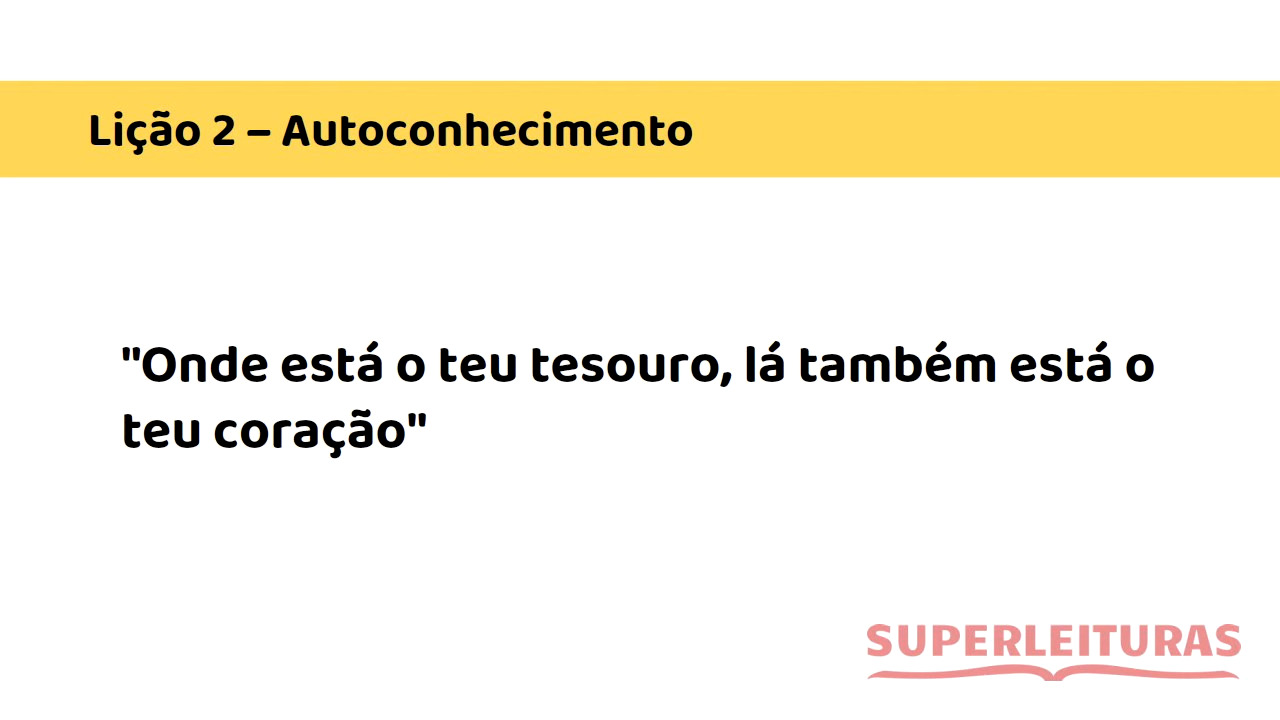 Lição 2 – Autoconhecimento
"Onde está o teu tesouro, lá também está o
teu coração"
SUPERLEITURAS